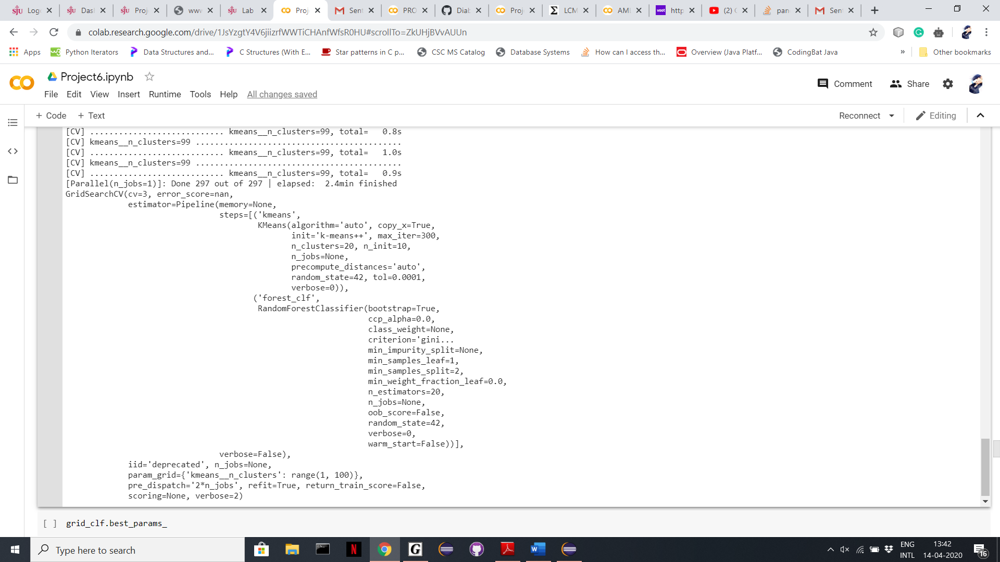 Log
Das
Proj
www
Lab
Proj
Sent
PRO
Diab
Proj
LCM
AMI
voot
http
(2) C
pan
Sen
colab.research.google.com/drive/1JsYzgtY4V6jiizrfWWTiCHAnfWfsR0HU#scrollTo=ZkUHjBVvAUUn
Apps Python Iterators Data Structures and... C Structures (With E... Star patterns in C p... CSC MS Catalog Database Systems How can I access th... Overview (Java Platf... CodingBat Java » Other bookmarks
Project6.ipynb
Comment Share
File Edit View Insert Runtime Tools Help All changes saved
+ Code + Text Reconnect Editing
[CV] ............................ kmeans__n_clusters=99, total=   0.8s
[CV] kmeans__n_clusters=99 ...........................................
[CV] ............................ kmeans__n_clusters=99, total=   1.0s
[CV] kmeans__n_clusters=99 ...........................................
[CV] ............................ kmeans__n_clusters=99, total=   0.9s
[Parallel(n_jobs=1)]: Done 297 out of 297 | elapsed:  2.4min finished
GridSearchCV(cv=3, error_score=nan,
estimator=Pipeline(memory=None,
steps=[('kmeans',
KMeans(algorithm='auto', copy_x=True,
init='k-means++', max_iter=300,
n_clusters=20, n_init=10,
n_jobs=None,
precompute_distances='auto',
random_state=42, tol=0.0001,
verbose=0)),
('forest_clf',
RandomForestClassifier(bootstrap=True,
ccp_alpha=0.0,
class_weight=None,
criterion='gini...
min_impurity_split=None,
min_samples_leaf=1,
min_samples_split=2,
min_weight_fraction_leaf=0.0,
n_estimators=20,
n_jobs=None,
oob_score=False,
random_state=42,
verbose=0,
warm_start=False))],
verbose=False),
iid='deprecated', n_jobs=None,
param_grid={'kmeans__n_clusters': range(1, 100)},
pre_dispatch='2*n_jobs', refit=True, return_train_score=False,
scoring=None, verbose=2)
[ ] grid_clf.best_params_
Type here to search
ENG 13:42
INTL 14-04-2020 16